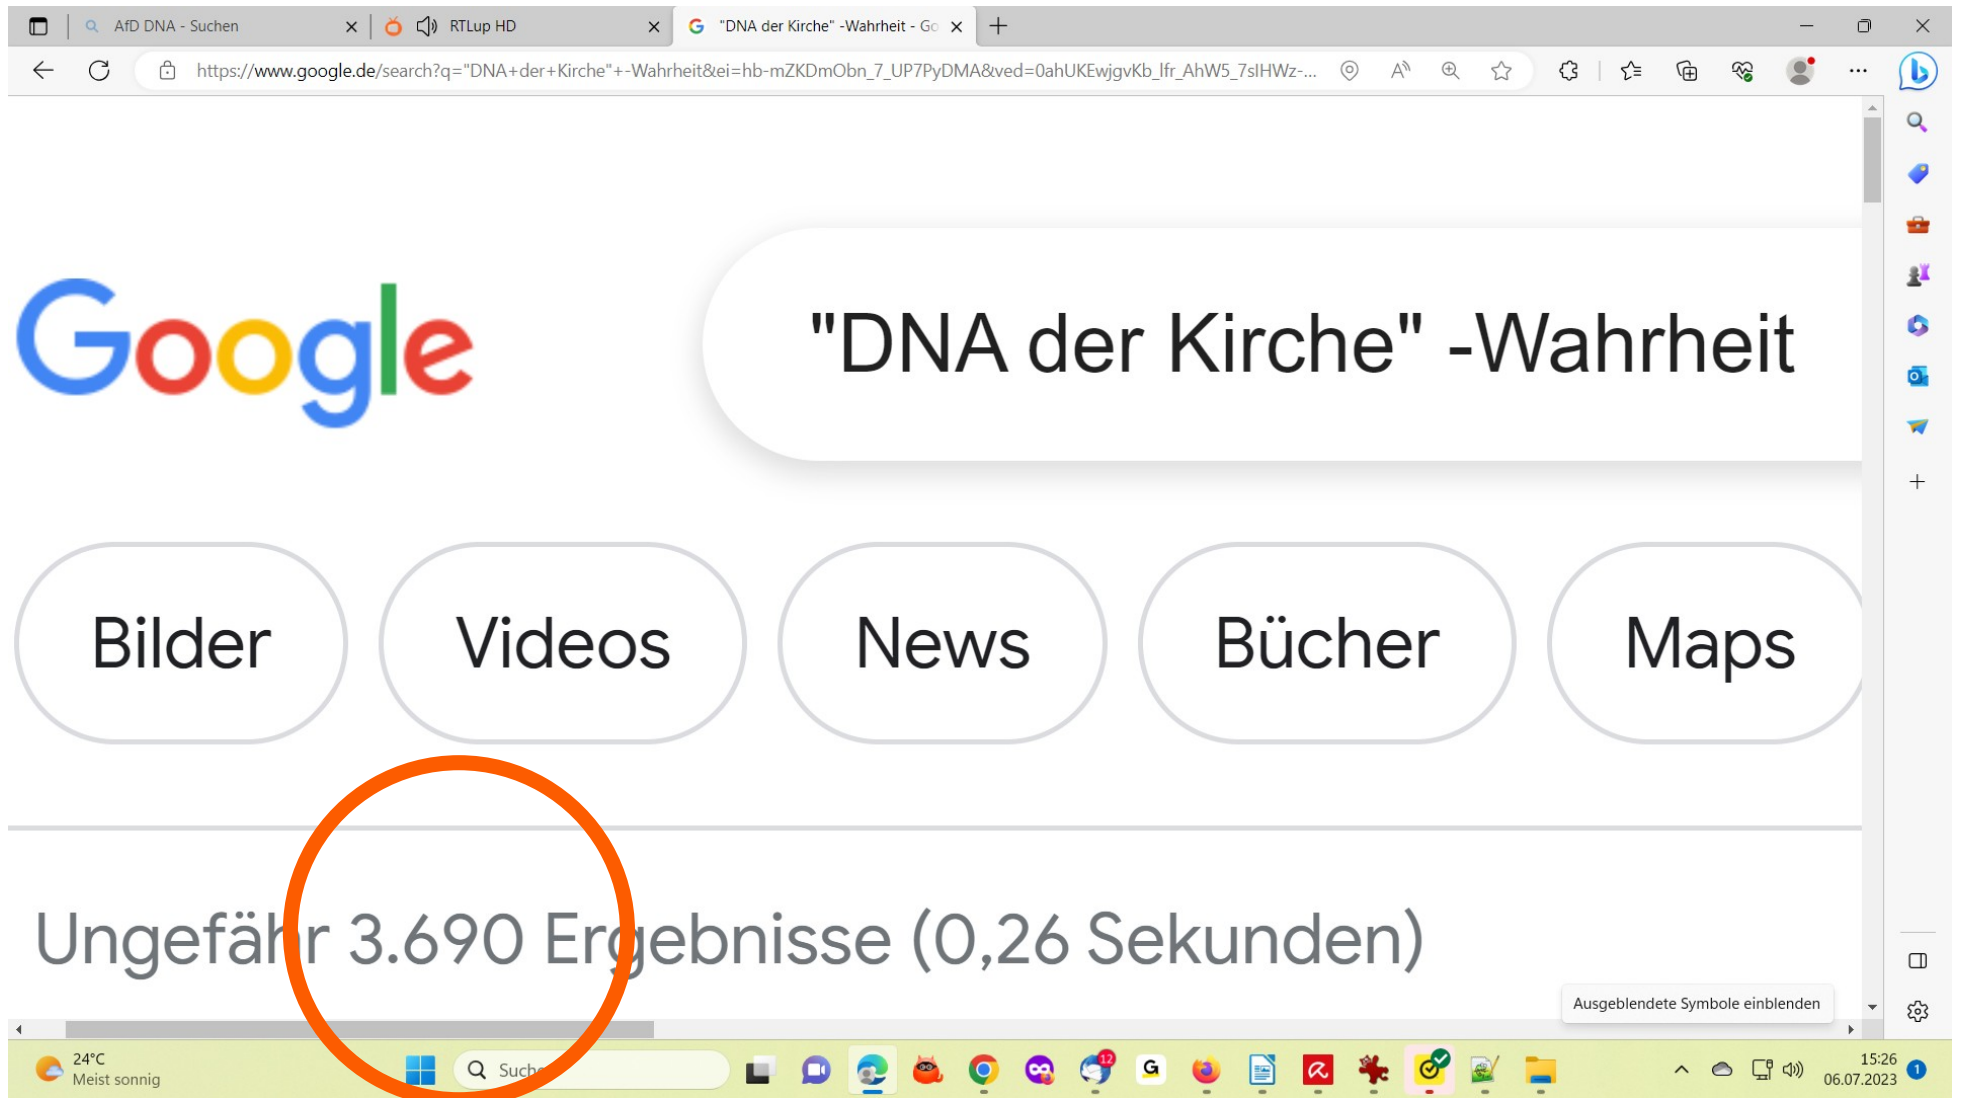 AfD DNA - Suchen
RTLup HD
"DNA der Kirche" -Wahrheit - Go
https://www.google.de/search?q="DNA+der+Kirche"+-Wahrheit&ei=hb-mZKDmObn_7_UP7PyDMA&ved=0ahUKEwjgvKb_lfr_AhW5_7sIHWz-...
Google
"DNA der Kirche" -Wahrheit
Bilder
Videos
News
Bücher
Maps
Ungefähr 3.690 Ergebnisse (0,26 Sekunden)
Ausgeblendete Symbole einblenden
24°C
Meist sonnig
12
15:26
06.07.2023
1